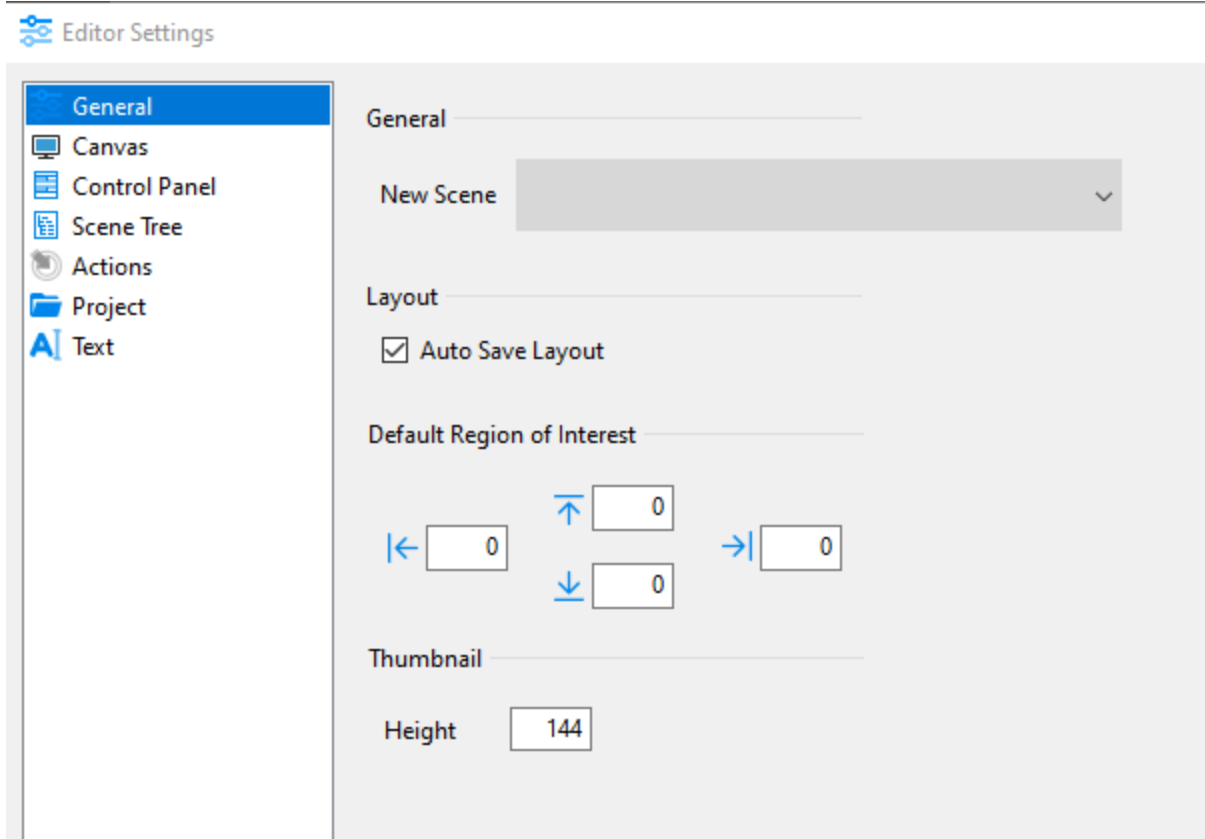 Editor Settings
General
Canvas
Control Panel
Scene Tree
Actions
Project
Text
General
New Scene
Layout
Auto Save Layout
Default Region of Interest
0
0
0
0
Thumbnail
Height 144